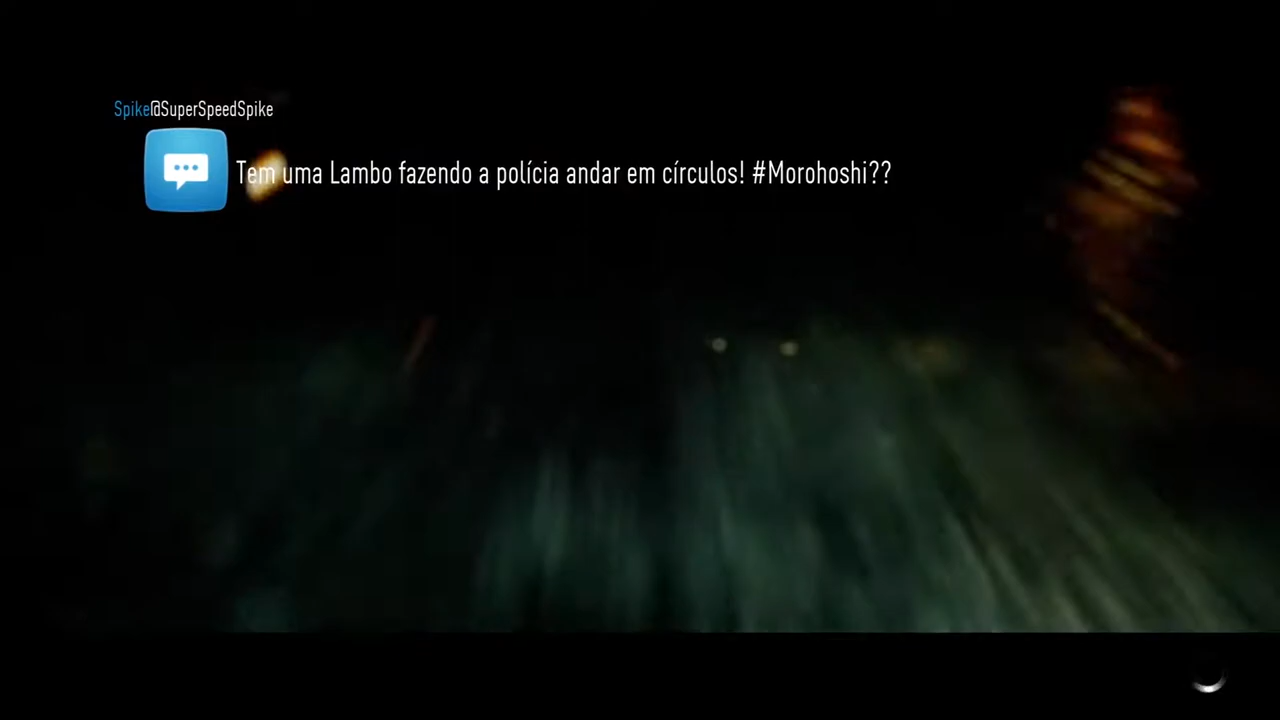 Spike@SuperSpeedSpike
Tem uma Lambo fazendo a polícia andar em círculos! #Morohoshi??